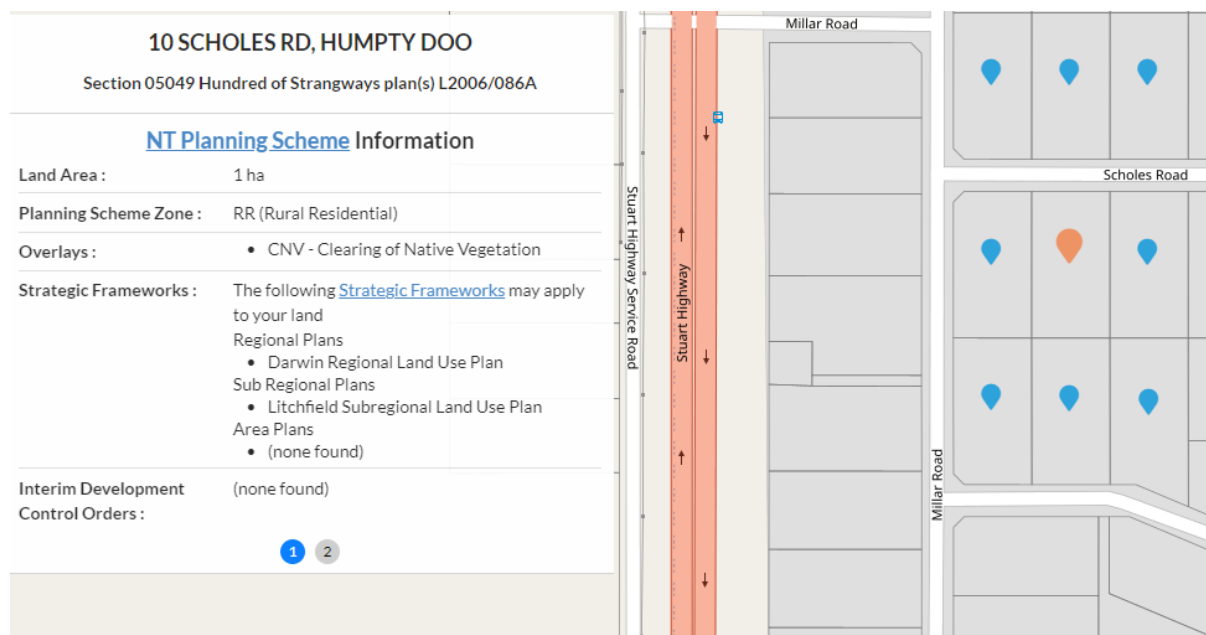 10 SCHOLES RD, HUMPTY DOO
Section 05049 Hundred of Strangways plan(s) L2006/086A
NT Planning Scheme Information
Land Area : 1 ha
Planning Scheme Zone : RR (Rural Residential)
Overlays : • CNV - Clearing of Native Vegetation
Strategic Frameworks : The following Strategic Frameworks may apply
to your land
Regional Plans
• Darwin Regional Land Use Plan
Sub Regional Plans
• Litchfield Subregional Land Use Plan
Area Plans
• (none found)
Interim Development (none found)
Control Orders :
1 2
Millar Road
Scholes Road
Stuart Highway Service Road
Stuart Highway
Millar Road